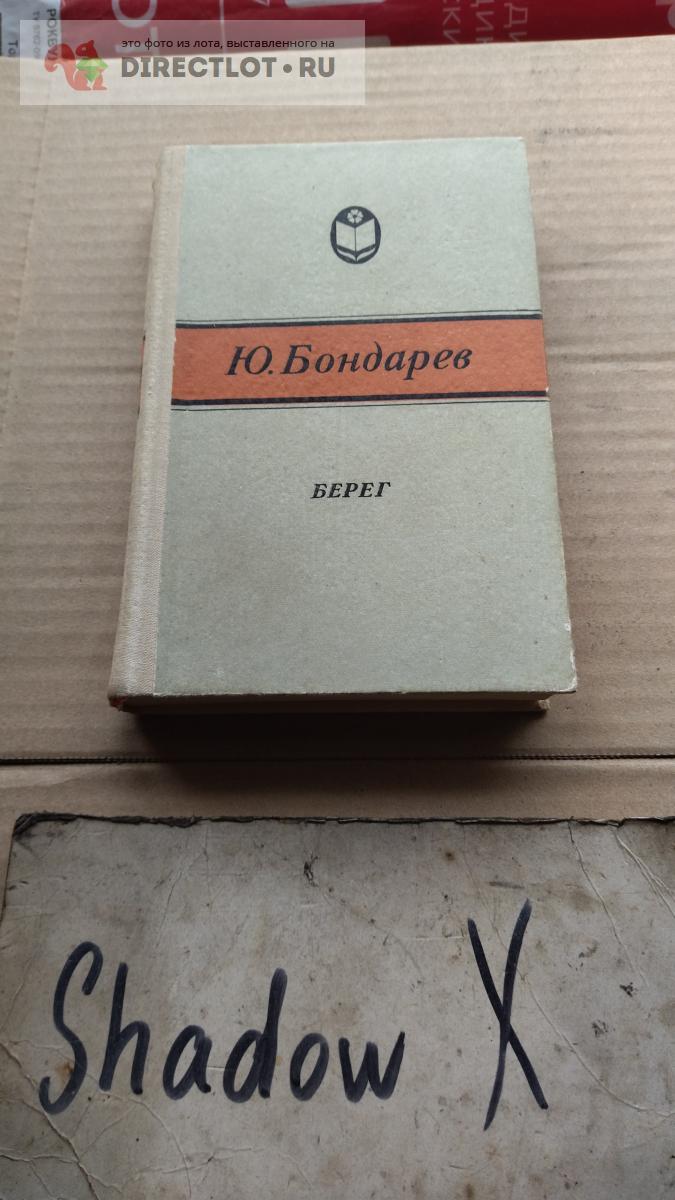 это фото из лота, выставленного на
DIRECTLOT.RU
Ю. Бондарев
БЕРЕГ
Shadow X